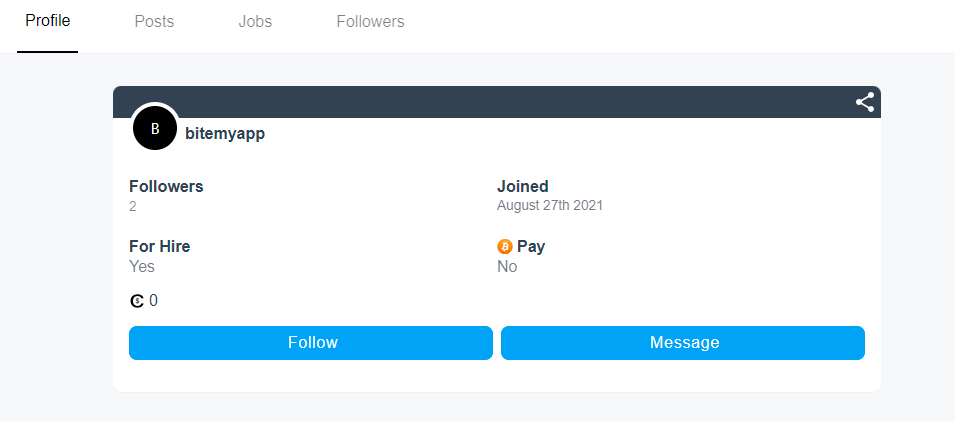 Profile Posts Jobs Followers
B bitemyapp
Followers
2
Joined
August 27th 2021
For Hire
Yes
Pay
No
0
Follow Message